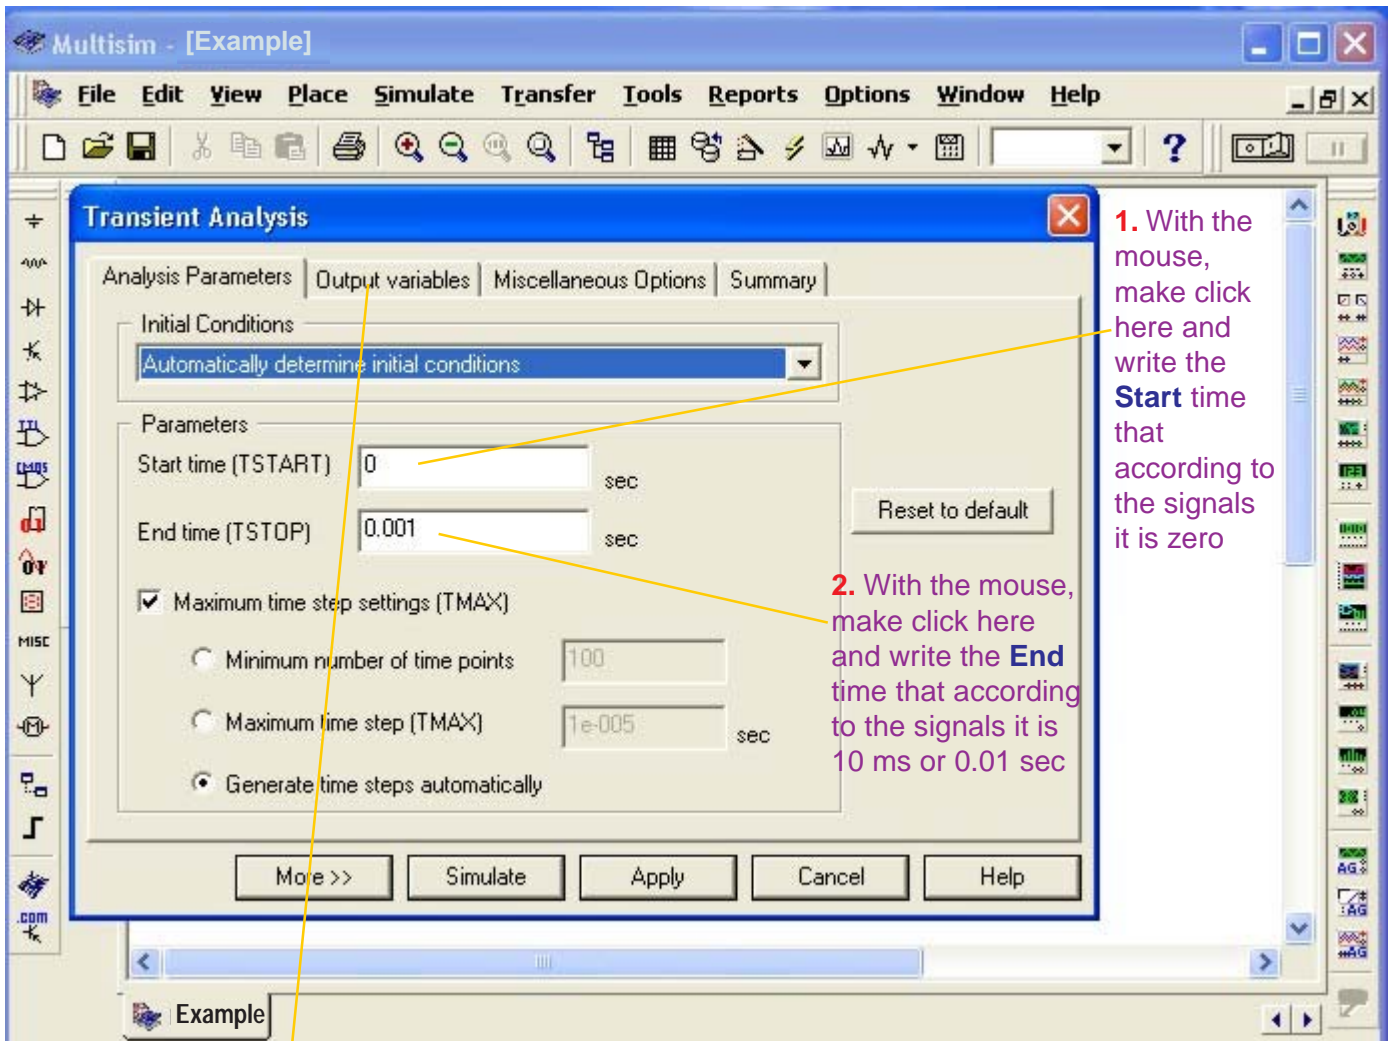 Multisim - [Example]
File Edit View Place Simulate Transfer Tools Reports Options Window Help
Transient Analysis
Analysis Parameters Output variables Miscellaneous Options Summary
Initial Conditions
Automatically determine initial conditions
Parameters
Start time (TSTART) 0 sec
End time (TSTOP) 0.001 sec
Reset to default
Maximum time step settings (TMAX)
Minimum number of time points 100
Maximum time step (TMAX) 1e-005 sec
Generate time steps automatically
More >> Simulate Apply Cancel Help
1. With the
mouse,
make click
here and
write the
Start time
that
according to
the signals
it is zero
2. With the mouse,
make click here
and write the End
time that according
to the signals it is
10 ms or 0.01 sec
TTL
CMOS
MISC
.com
AG
AG
AG
Example